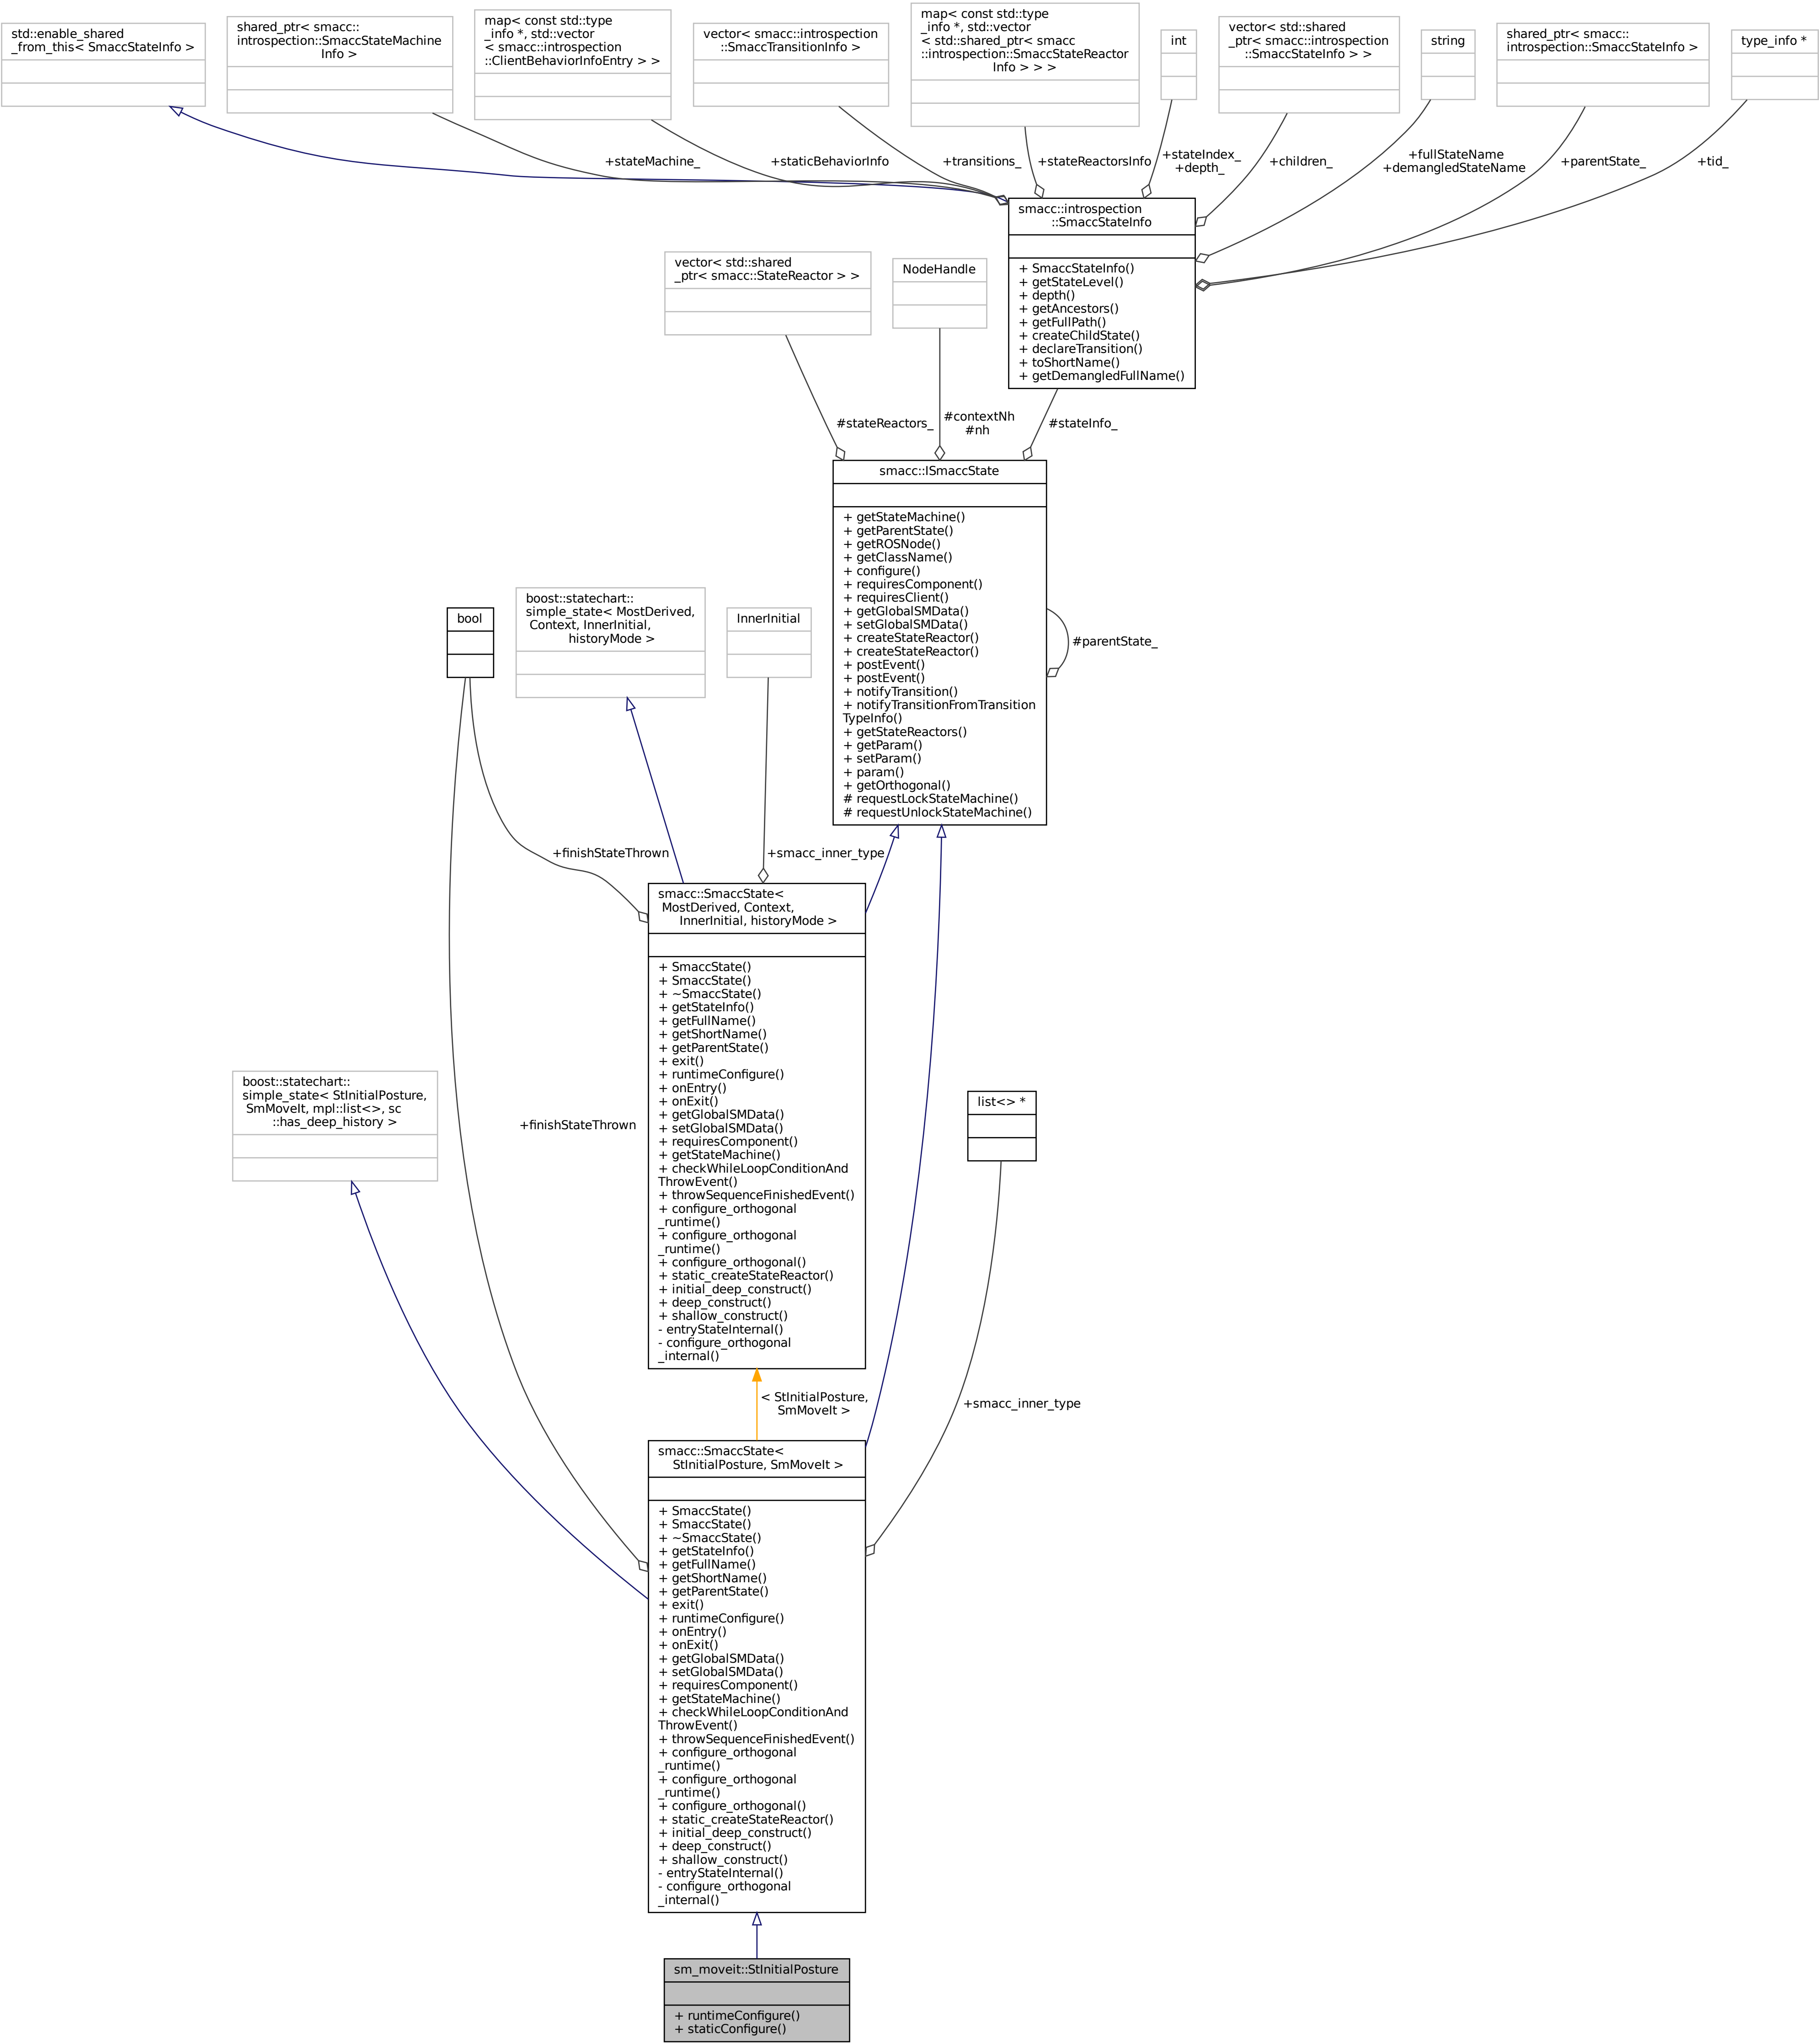 std::enable_shared
_from_this< SmaccStateInfo >
shared_ptr< smacc::
introspection::SmaccStateMachine
Info >
map< const std::type
_info *, std::vector
< smacc::introspection
::ClientBehaviorInfoEntry > >
vector< smacc::introspection
::SmaccTransitionInfo >
map< const std::type
_info *, std::vector
< std::shared_ptr< smacc
::introspection::SmaccStateReactor
Info > > >
int
vector< std::shared
_ptr< smacc::introspection
::SmaccStateInfo > >
string
shared_ptr< smacc::
introspection::SmaccStateInfo >
type_info *
+stateMachine_
+staticBehaviorInfo
+transitions_
+stateReactorsInfo
+stateIndex_
+depth_
+children_
+fullStateName
+demangledStateName
+parentState_
+tid_
smacc::introspection
::SmaccStateInfo
+ SmaccStateInfo()
+ getStateLevel()
+ depth()
+ getAncestors()
+ getFullPath()
+ createChildState()
+ declareTransition()
+ toShortName()
+ getDemangledFullName()
vector< std::shared
_ptr< smacc::StateReactor > >
NodeHandle
#stateReactors_
#contextNh
#nh
#stateInfo_
smacc::ISmaccState
+ getStateMachine()
+ getParentState()
+ getROSNode()
+ getClassName()
+ configure()
+ requiresComponent()
+ requiresClient()
+ getGlobalSMData()
+ setGlobalSMData()
+ createStateReactor()
+ createStateReactor()
+ postEvent()
+ postEvent()
+ notifyTransition()
+ notifyTransitionFromTransition
TypeInfo()
+ getStateReactors()
+ getParam()
+ setParam()
+ param()
+ getOrthogonal()
# requestLockStateMachine()
# requestUnlockStateMachine()
#parentState_
bool
boost::statechart::
simple_state< MostDerived,
Context, InnerInitial,
historyMode >
InnerInitial
+finishStateThrown
+smacc_inner_type
smacc::SmaccState<
MostDerived, Context,
InnerInitial, historyMode >
+ SmaccState()
+ SmaccState()
+ ~SmaccState()
+ getStateInfo()
+ getFullName()
+ getShortName()
+ getParentState()
+ exit()
+ runtimeConfigure()
+ onEntry()
+ onExit()
+ getGlobalSMData()
+ setGlobalSMData()
+ requiresComponent()
+ getStateMachine()
+ checkWhileLoopConditionAnd
ThrowEvent()
+ throwSequenceFinishedEvent()
+ configure_orthogonal
_runtime()
+ configure_orthogonal
_runtime()
+ configure_orthogonal()
+ static_createStateReactor()
+ initial_deep_construct()
+ deep_construct()
+ shallow_construct()
- entryStateInternal()
- configure_orthogonal
_internal()
boost::statechart::
simple_state< StInitialPosture,
SmMoveIt, mpl::list<>, sc
::has_deep_history >
+finishStateThrown
list<> *
< StInitialPosture,
SmMoveIt >
+smacc_inner_type
smacc::SmaccState<
StInitialPosture, SmMoveIt >
+ SmaccState()
+ SmaccState()
+ ~SmaccState()
+ getStateInfo()
+ getFullName()
+ getShortName()
+ getParentState()
+ exit()
+ runtimeConfigure()
+ onEntry()
+ onExit()
+ getGlobalSMData()
+ setGlobalSMData()
+ requiresComponent()
+ getStateMachine()
+ checkWhileLoopConditionAnd
ThrowEvent()
+ throwSequenceFinishedEvent()
+ configure_orthogonal
_runtime()
+ configure_orthogonal
_runtime()
+ configure_orthogonal()
+ static_createStateReactor()
+ initial_deep_construct()
+ deep_construct()
+ shallow_construct()
- entryStateInternal()
- configure_orthogonal
_internal()
sm_moveit::StInitialPosture
+ runtimeConfigure()
+ staticConfigure()